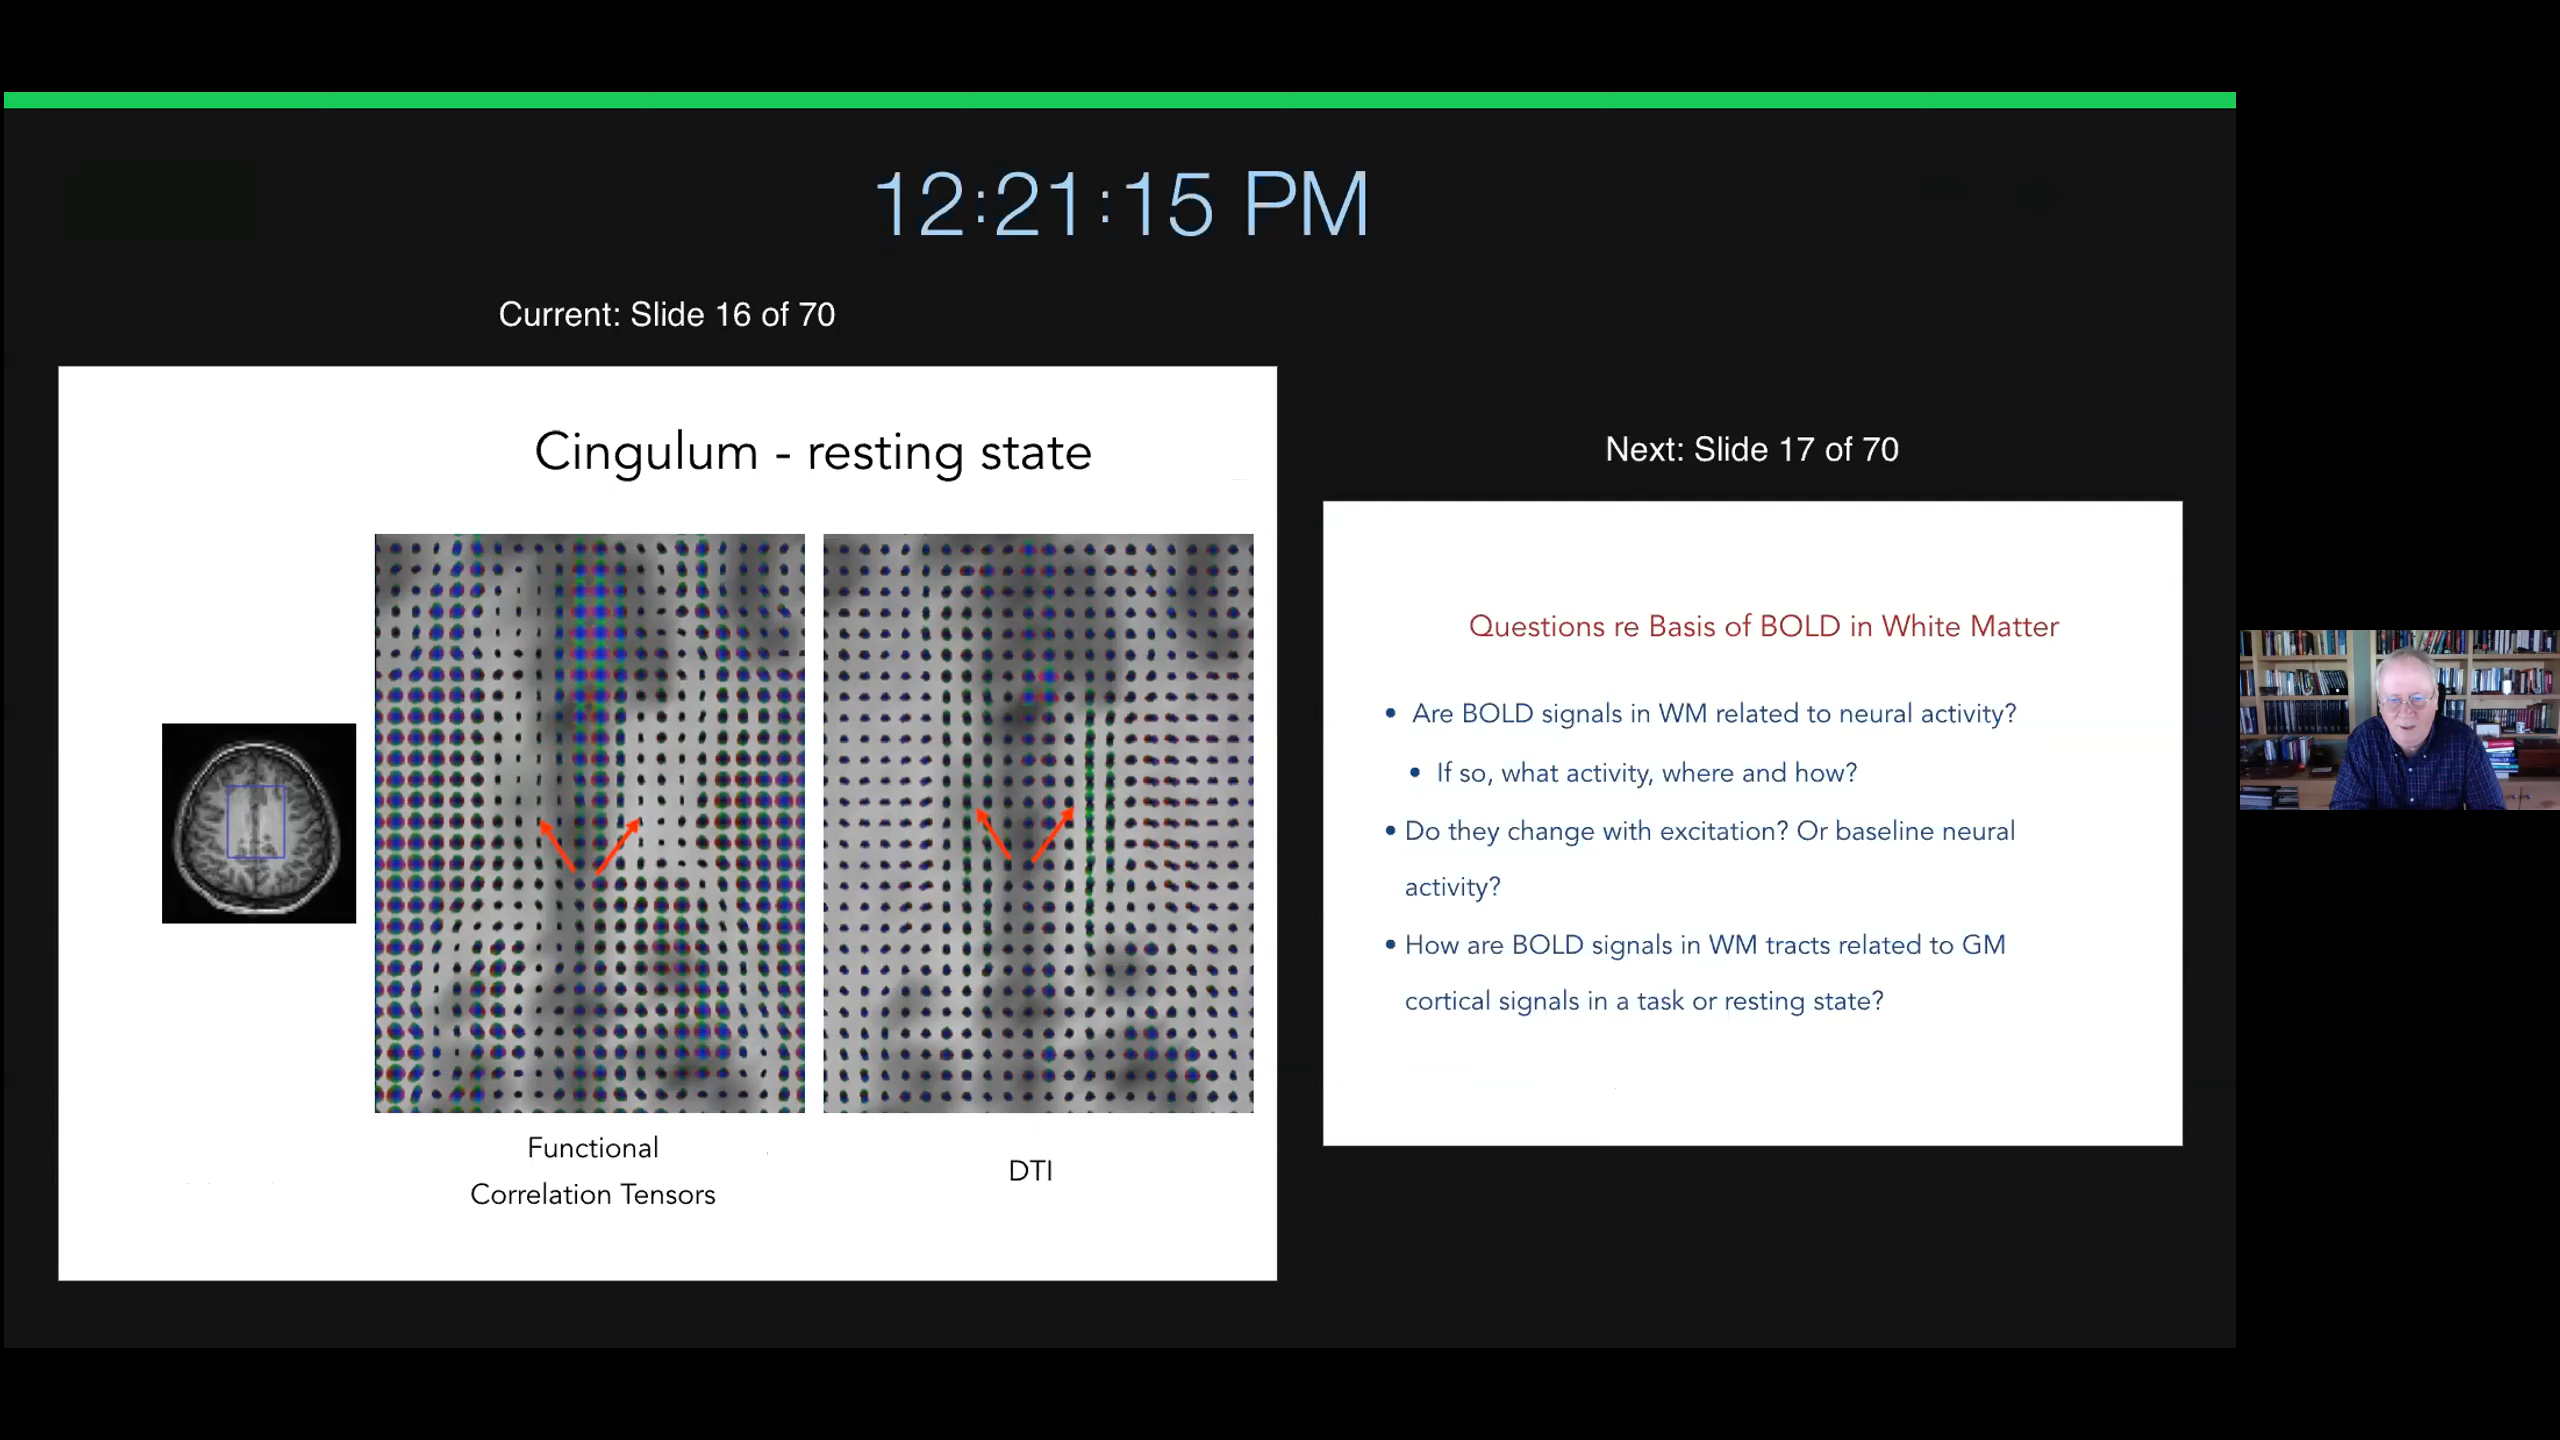 12:21:15 PM
Current: Slide 16 of 70
Cingulum - resting state
Functional
Correlation Tensors
DTI
Next: Slide 17 of 70
Questions re Basis of BOLD in White Matter
• Are BOLD signals in WM related to neural activity?
• If so, what activity, where and how?
• Do they change with excitation? Or baseline neural
activity?
• How are BOLD signals in WM tracts related to GM
cortical signals in a task or resting state?